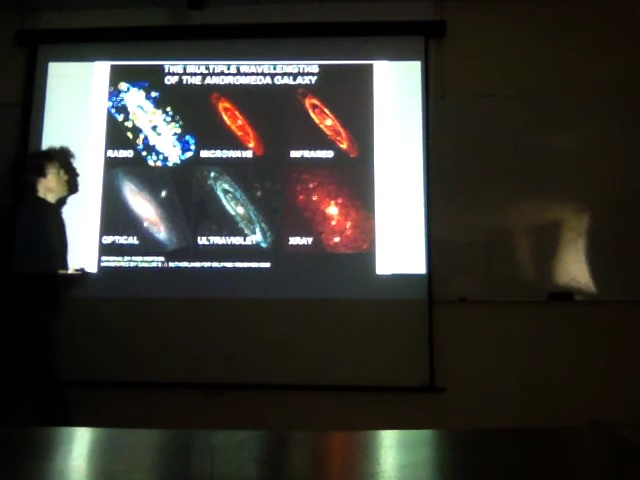 THE MULTIPLE WAVELENGTHS
OF THE ANDROMEDA GALAXY
RADIO
MICROWAVE
INFRARED
OPTICAL
ULTRAVIOLET
XRAY